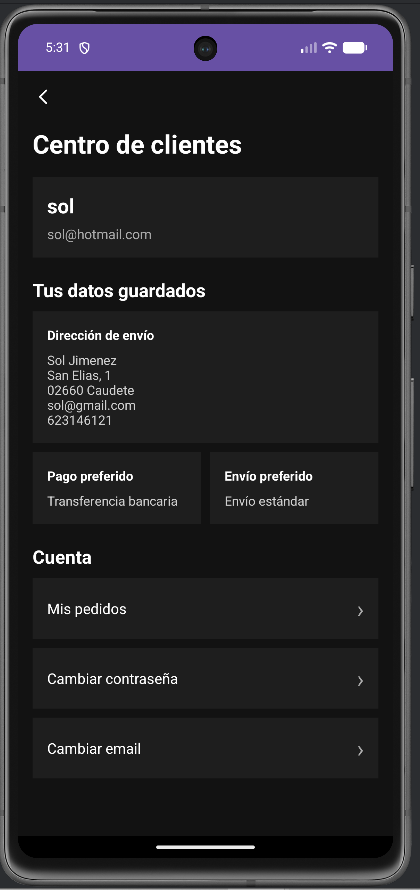 5:31
Centro de clientes
sol
sol@hotmail.com
Tus datos guardados
Dirección de envío
Sol Jimenez
San Elias, 1
02660 Caudete
sol@gmail.com
623146121
Pago preferido
Transferencia bancaria
Envío preferido
Envío estándar
Cuenta
Mis pedidos
Cambiar contraseña
Cambiar email